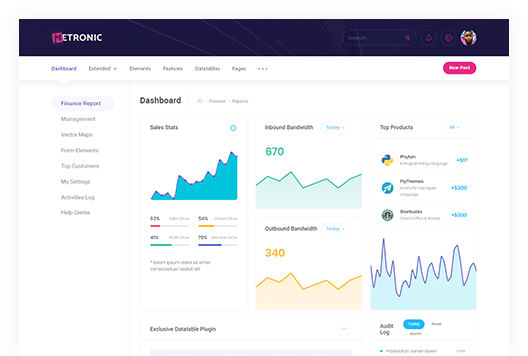 METRONIC
Search...
Dashboard Extended Elements Features Datatables Pages
New Post
Finance Report
Management
Vector Maps
Form Elements
Top Customers
My Settings
Activities Log
Help Center
Dashboard
Finance Reports
Sales Stats
63% Sales Grow
54% Orders Grow
41% Profit Grow
79% Member Grow
* lorem ipsum dolor sit amet
consectetuer sediat elit
Inbound Bandwidth Today
670
Outbound Bandwidth Today
340
Top Products All
Phyton
A Programming Language
+$17
FlyThemes
A Let's Fly Fast Again
Language
+$300
Starbucks
Good Coffee & Snacks
+$300
Exclusive Datatable Plugin
Audit
Log
Today Week
Month
Production server down